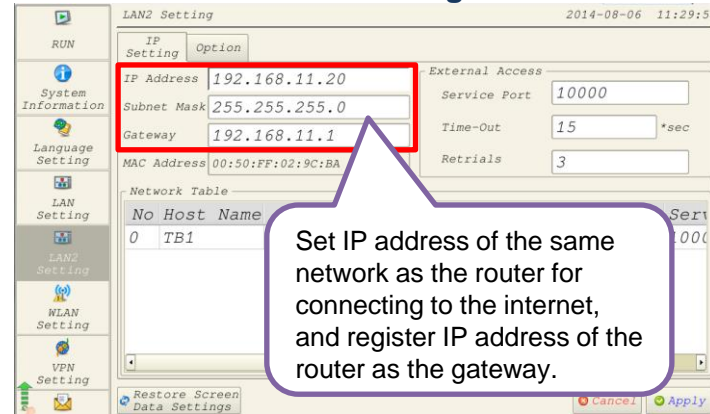 LAN2 Setting
2014-08-06 11:29:5
RUN
System
Information
Language
Setting
LAN
Setting
LAN2
Setting
WLAN
Setting
VPN
Setting
IP
Setting
Option
IP Address 192.168.11.20
Subnet Mask 255.255.255.0
Gateway 192.168.11.1
MAC Address 00:50:FF:02:9C:BA
External Access
Service Port 10000
Time-Out 15 *sec
Retrials 3
Network Table
No Host Name Serv
0 TB1 1000
Set IP address of the same
network as the router for
connecting to the internet,
and register IP address of the
router as the gateway.
Restore Screen
Data Settings
Cancel
Apply